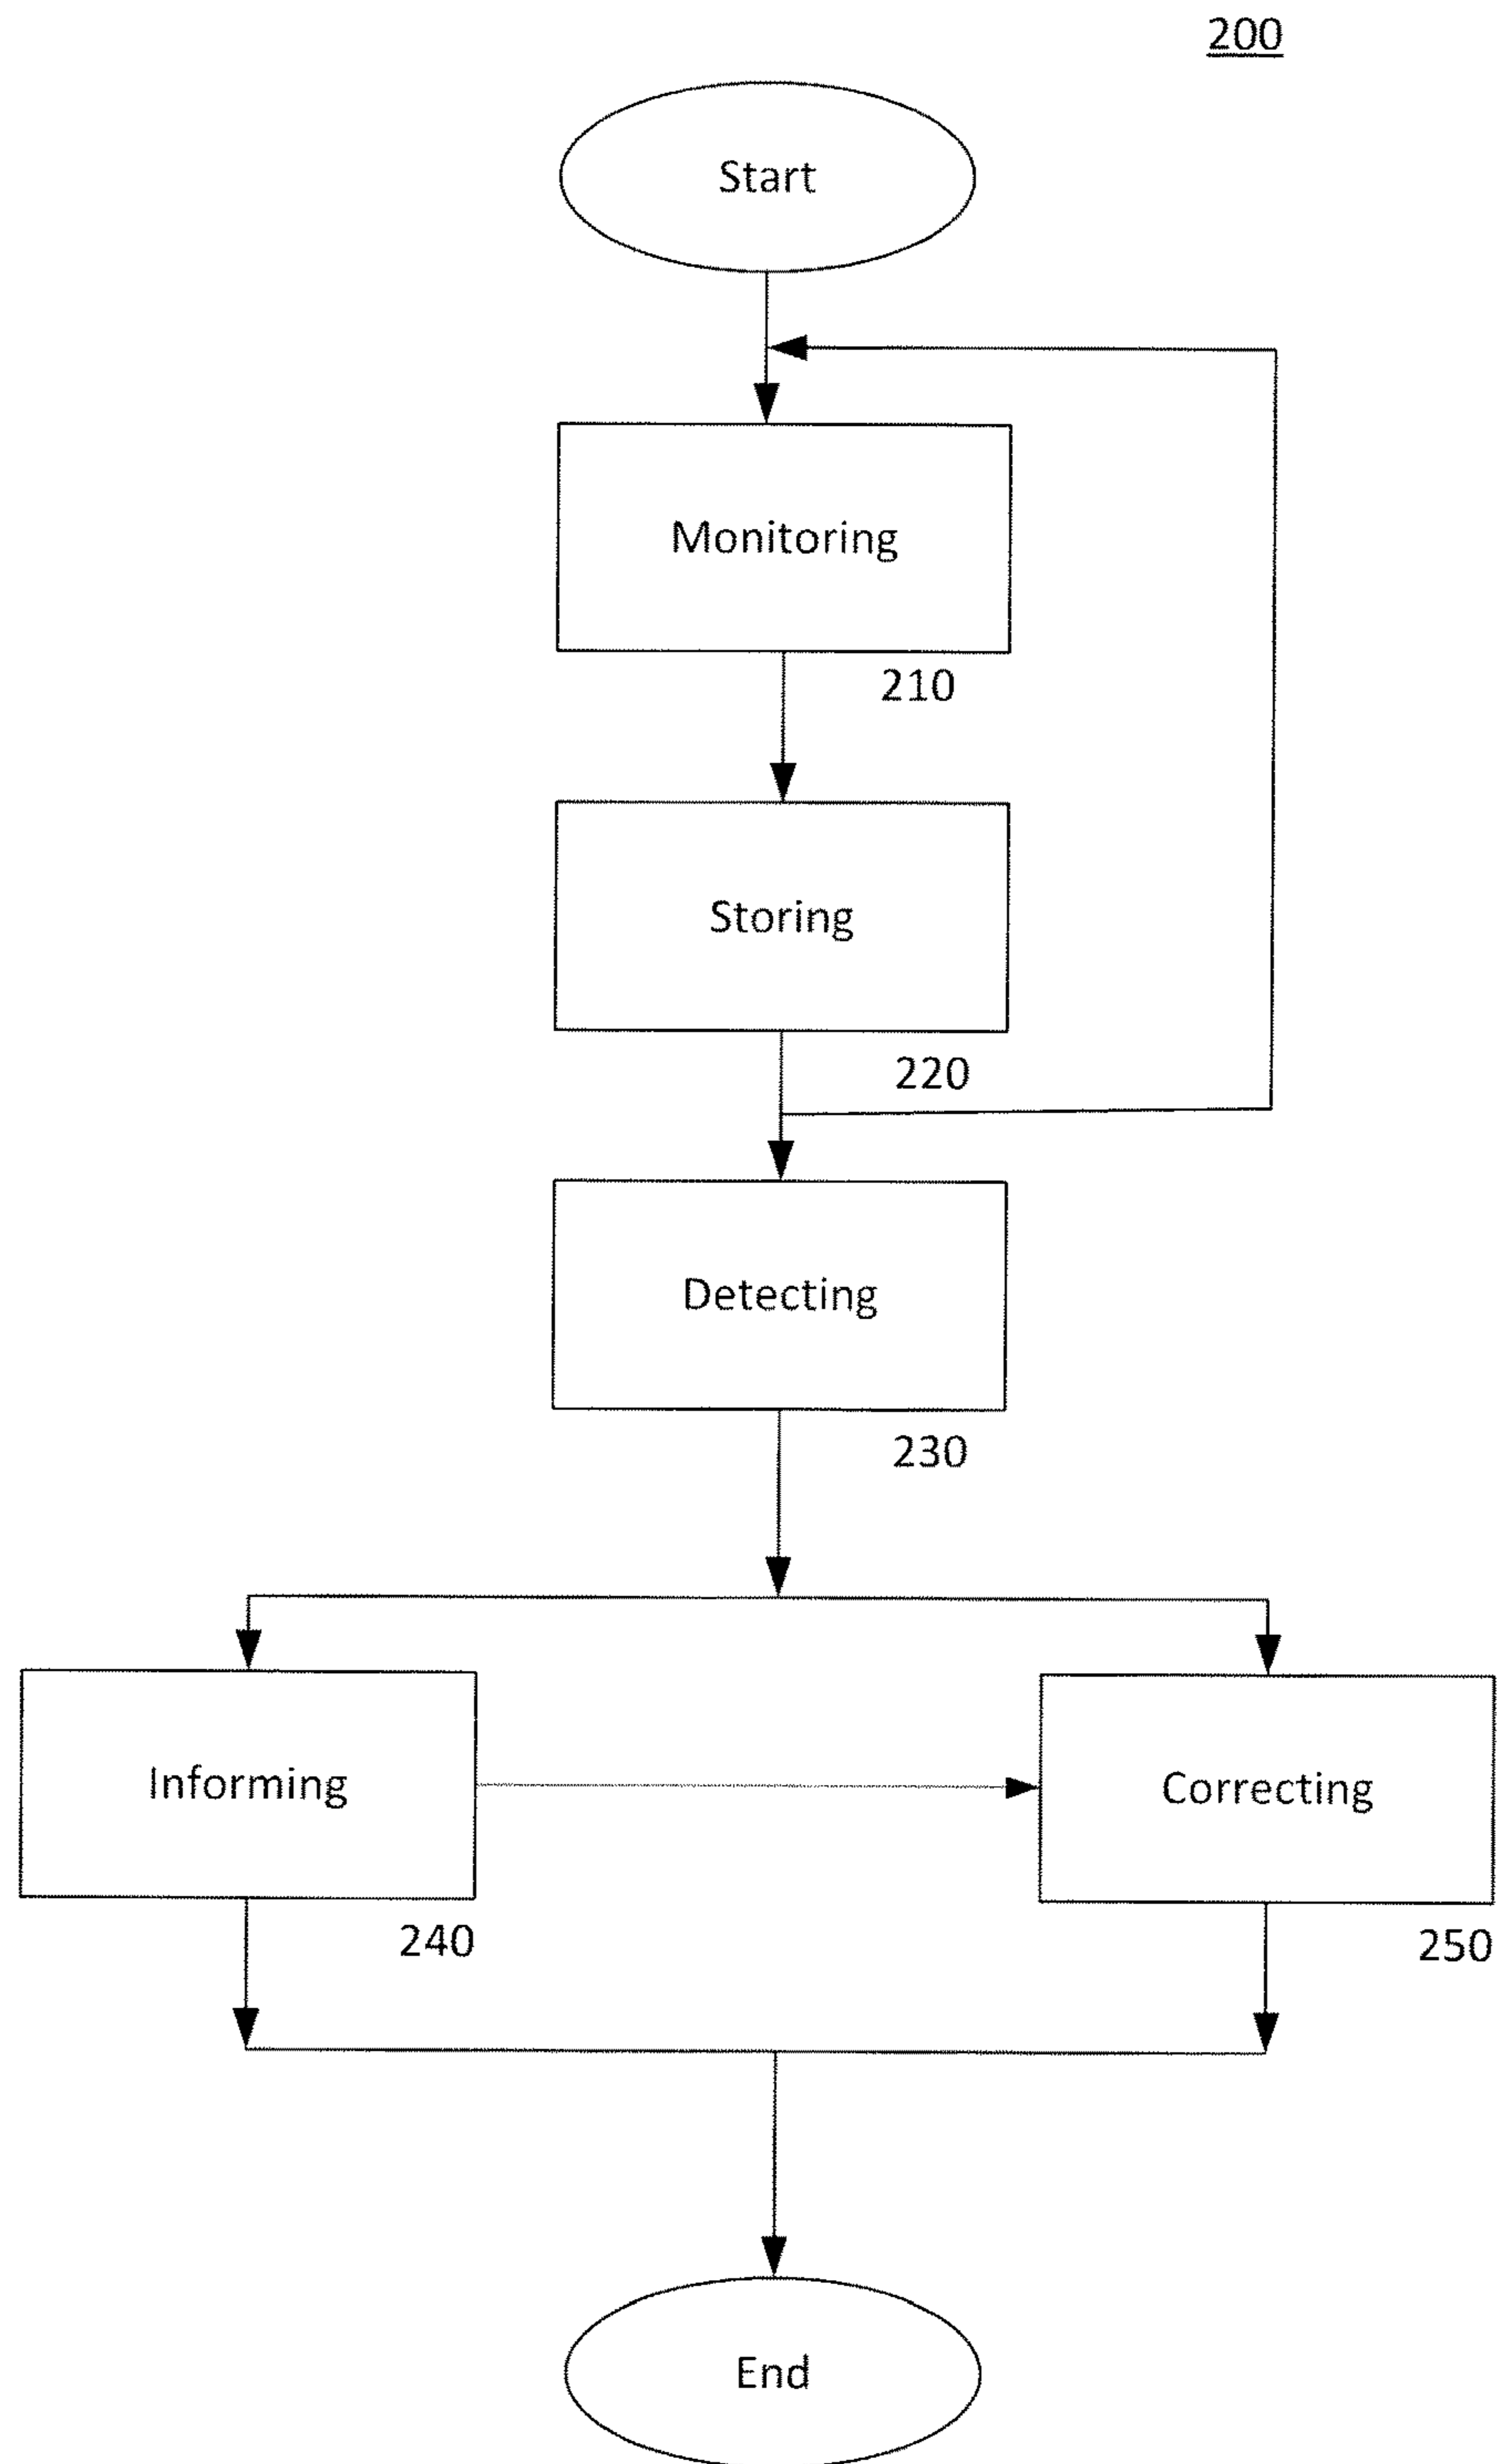 200
Start
Monitoring
210
Storing
220
Detecting
230
Informing
Correcting
240
250
End